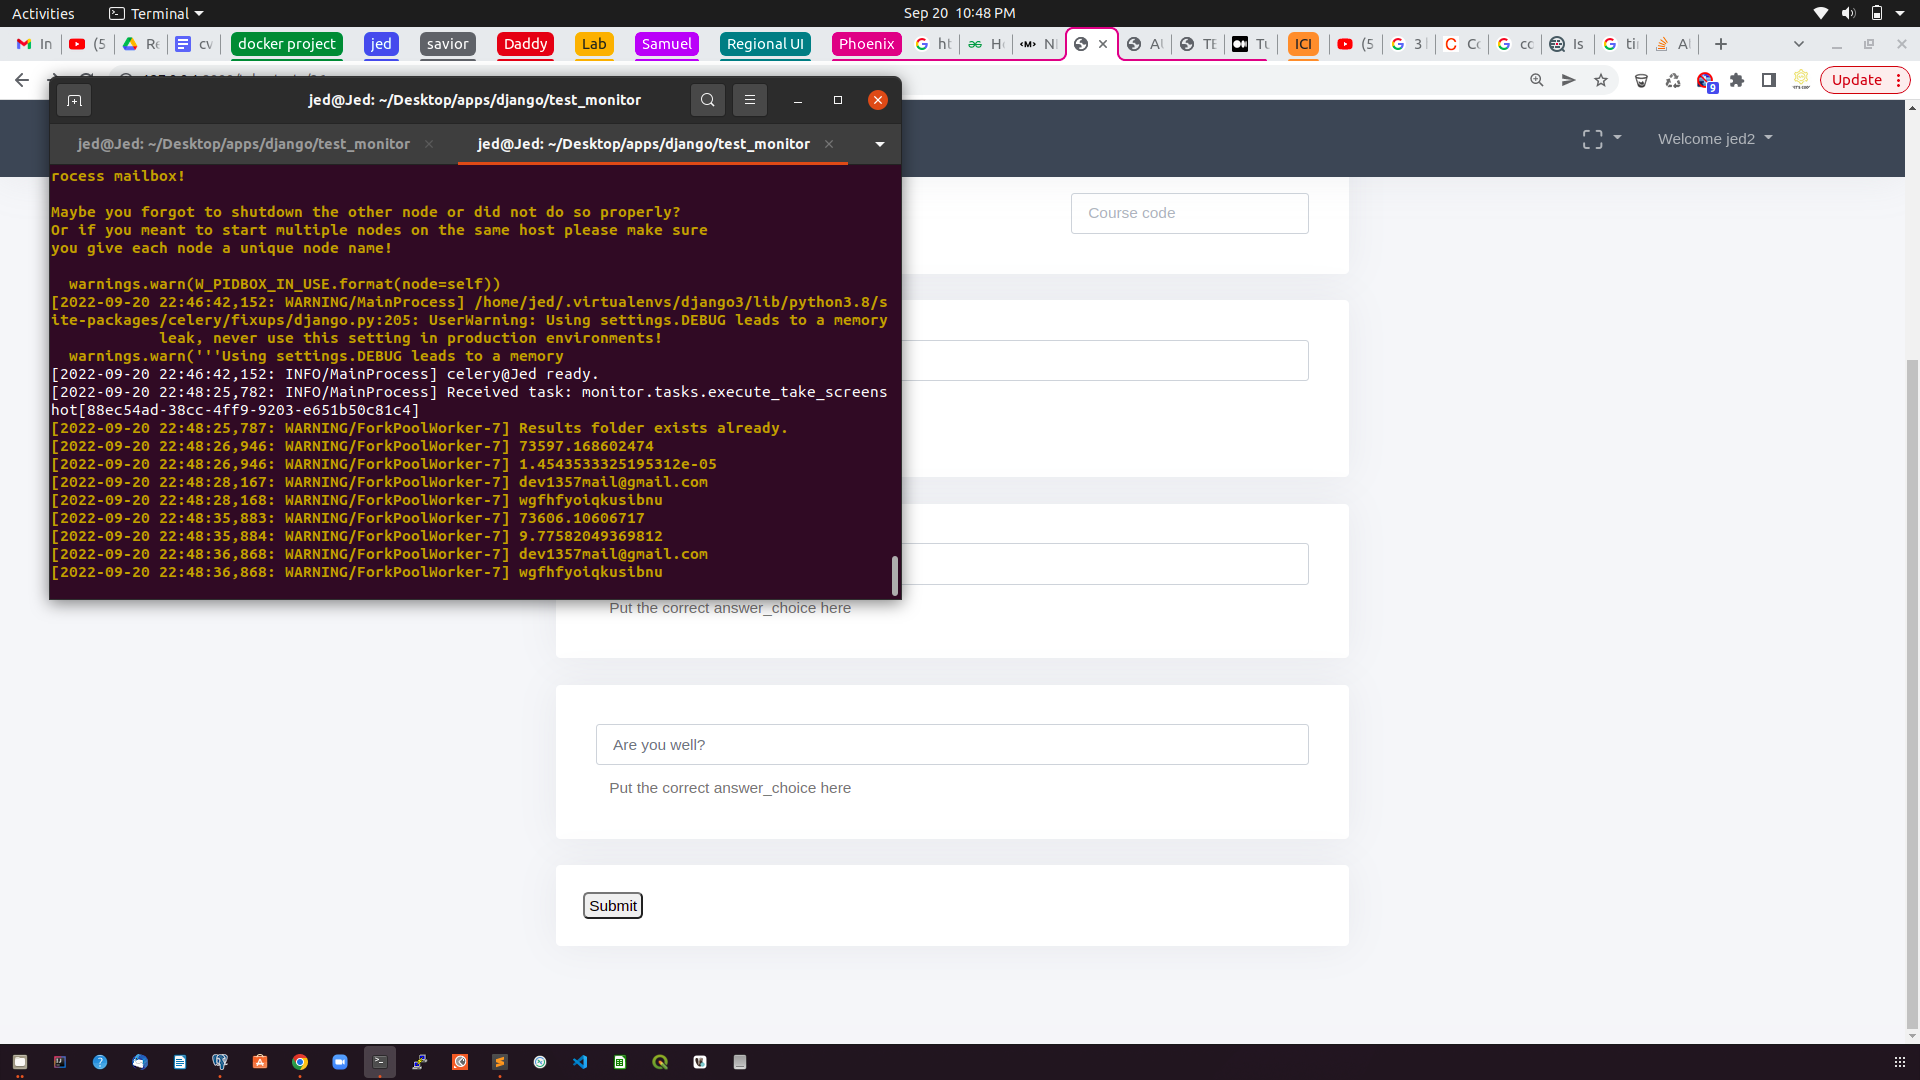 Activities
Terminal
Sep 20 10:48 PM
In
(5
Re
cv
docker project
jed
savior
Daddy
Lab
Samuel
Regional UI
Phoenix
ht
Ho
NI
Al
TE
Tu
ICI
(5
3 l
Co
co
Is
til
Al
9
Update
jed@Jed: ~/Desktop/apps/django/test_monitor
jed@Jed: ~/Desktop/apps/django/test_monitor
jed@Jed: ~/Desktop/apps/django/test_monitor
Welcome jed2
rocess mailbox!
Maybe you forgot to shutdown the other node or did not do so properly?
Or if you meant to start multiple nodes on the same host please make sure
you give each node a unique node name!
warnings.warn(W_PIDBOX_IN_USE.format(node=self))
[2022-09-20 22:46:42,152: WARNING/MainProcess] /home/jed/.virtualenvs/django3/lib/python3.8/s
ite-packages/celery/fixups/django.py:205: UserWarning: Using settings.DEBUG leads to a memory
leak, never use this setting in production environments!
warnings.warn('''Using settings.DEBUG leads to a memory
[2022-09-20 22:46:42,152: INFO/MainProcess] celery@Jed ready.
[2022-09-20 22:48:25,782: INFO/MainProcess] Received task: monitor.tasks.execute_take_screens
hot[88ec54ad-38cc-4ff9-9203-e651b50c81c4]
[2022-09-20 22:48:25,787: WARNING/ForkPoolWorker-7] Results folder exists already.
[2022-09-20 22:48:26,946: WARNING/ForkPoolWorker-7] 73597.168602474
[2022-09-20 22:48:26,946: WARNING/ForkPoolWorker-7] 1.4543533325195312e-05
[2022-09-20 22:48:28,167: WARNING/ForkPoolWorker-7] dev1357mail@gmail.com
[2022-09-20 22:48:28,168: WARNING/ForkPoolWorker-7] wgfhfyoiqkusibnu
[2022-09-20 22:48:35,883: WARNING/ForkPoolWorker-7] 73606.10606717
[2022-09-20 22:48:35,884: WARNING/ForkPoolWorker-7] 9.77582049369812
[2022-09-20 22:48:36,868: WARNING/ForkPoolWorker-7] dev1357mail@gmail.com
[2022-09-20 22:48:36,868: WARNING/ForkPoolWorker-7] wgfhfyoiqkusibnu
Course code
Put the correct answer_choice here
Are you well?
Put the correct answer_choice here
Submit